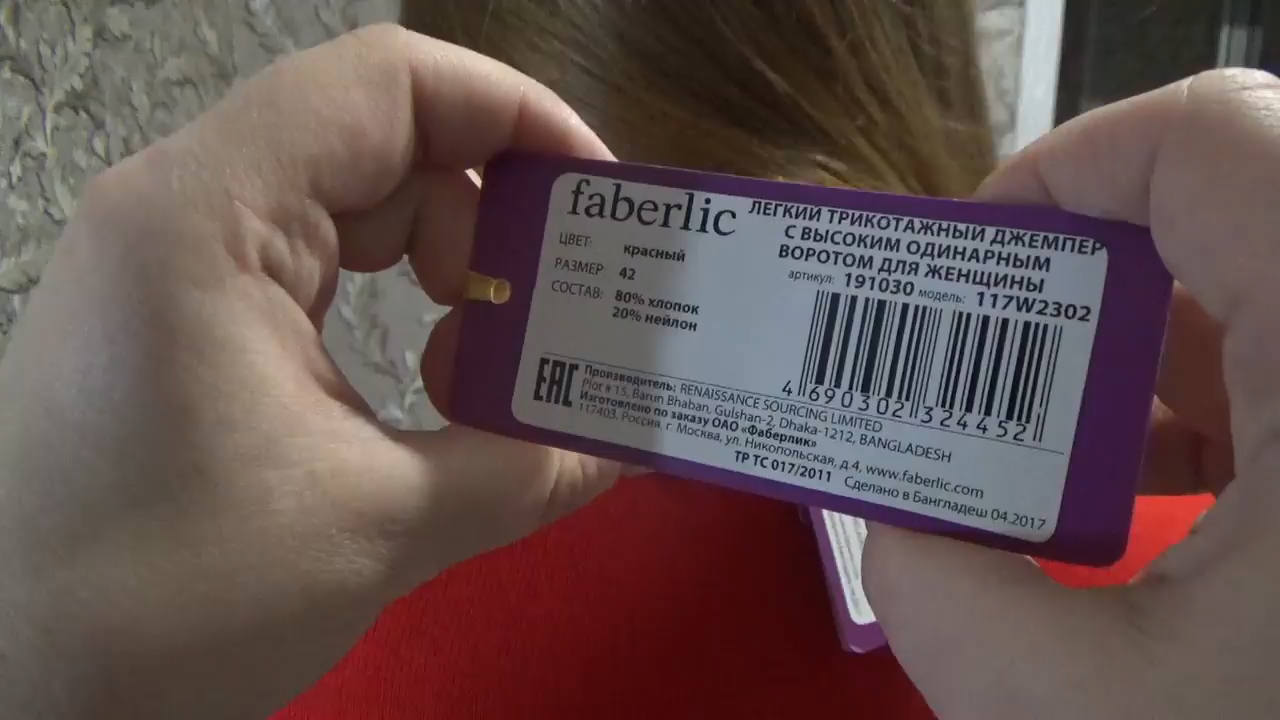 faberlic
ЛЕГКИЙ ТРИКОТАЖНЫЙ ДЖЕМПЕР
С ВЫСОКИМ ОДИНАРНЫМ
ВОРОТОМ ДЛЯ ЖЕНЩИНЫ
артикул: 191030 модель: 117W2302
ЦВЕТ: красный
РАЗМЕР 42
СОСТАВ: 80% хлопок
20% нейлон
4 690302 324452
EAC
Производитель: RENAISSANCE SOURCING LIMITED
Plot # 15, Barun Bhaban, Gulshan-2, Dhaka-1212, BANGLADESH
Изготовлено по заказу ОАО «Фаберлик»
117403, Россия, г. Москва, ул. Никопольская, д.4, www.faberlic.com
ТР ТС 017/2011 Сделано в Бангладеш 04.2017